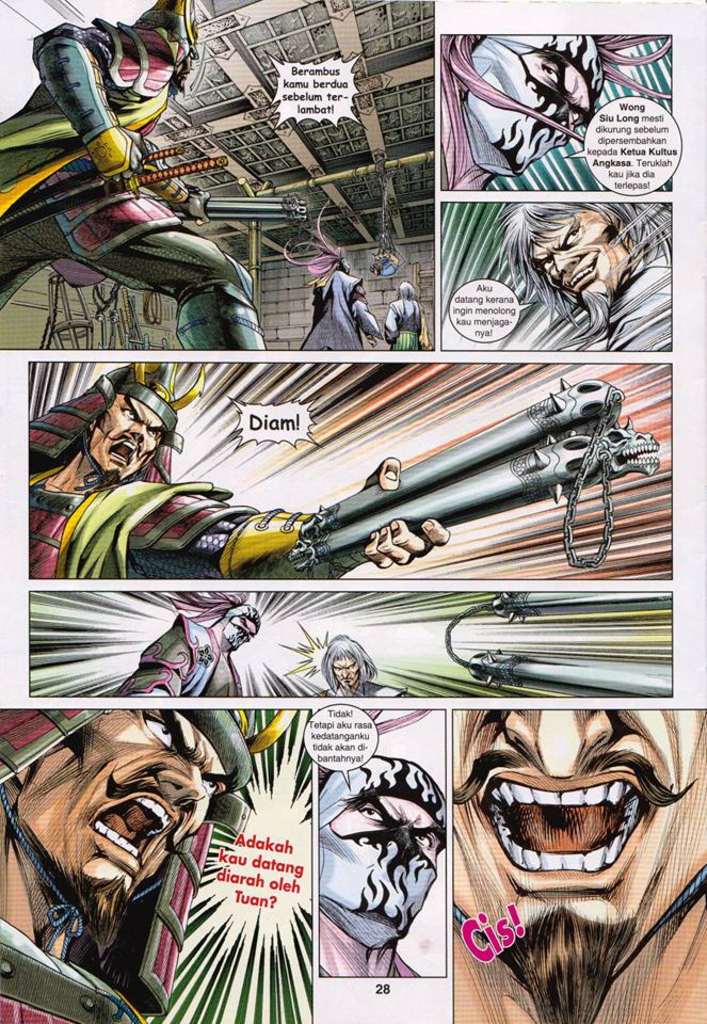 Berambus
kamu berdua
sebelum ter-
lambat!
Wong
Siu Long mesti
dikurung sebelum
dipersembahkan
kepada Ketua Kultus
Angkasa. Teruklah
kau jika dia
terlepas!
Aku
datang kerana
ingin menolong
kau menjaga-
nya!
Diam!
Adakah
kau datang
diarah oleh
Tuan?
Tidak!
Tetapi aku rasa
kedatanganku
tidak akan di-
bantahnya!
Cis!
28